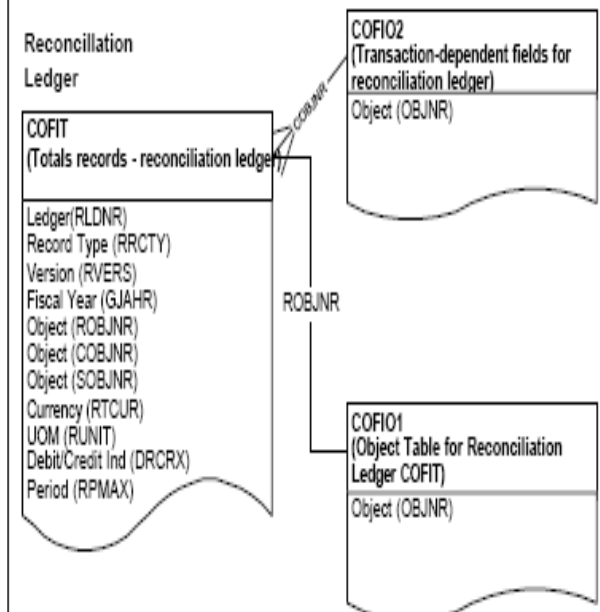 Reconcillation
Ledger
COFIT
(Totals records - reconciliation ledger)
Ledger(RLDNR)
Record Type (RRCTY)
Version (RVERS)
Fiscal Year (GJAHR)
Object (ROBJNR)
Object (COBJNR)
Object (SOBJNR)
Currency (RTCUR)
UOM (RUNIT)
Debit/Credit Ind (DRCRX)
Period (RPMAX)
COBJNR
ROBJNR
COFIO2
(Transaction-dependent fields for
reconciliation ledger)
Object (OBJNR)
COFIO1
(Object Table for Reconciliation
Ledger COFIT)
Object (OBJNR)